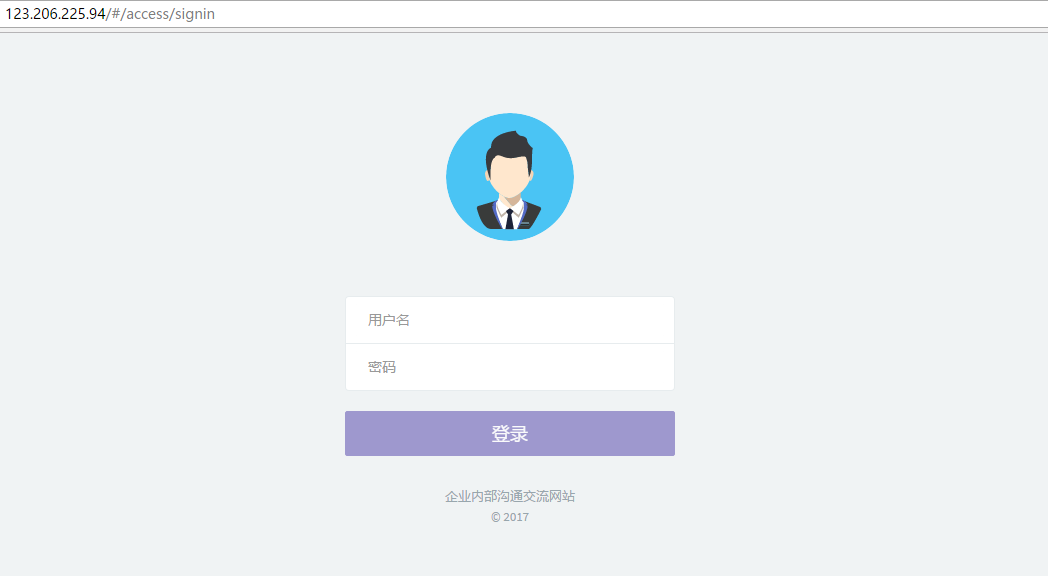 123.206.225.94/#/access/signin
用户名
密码
登录
企业内部沟通交流网站
© 2017